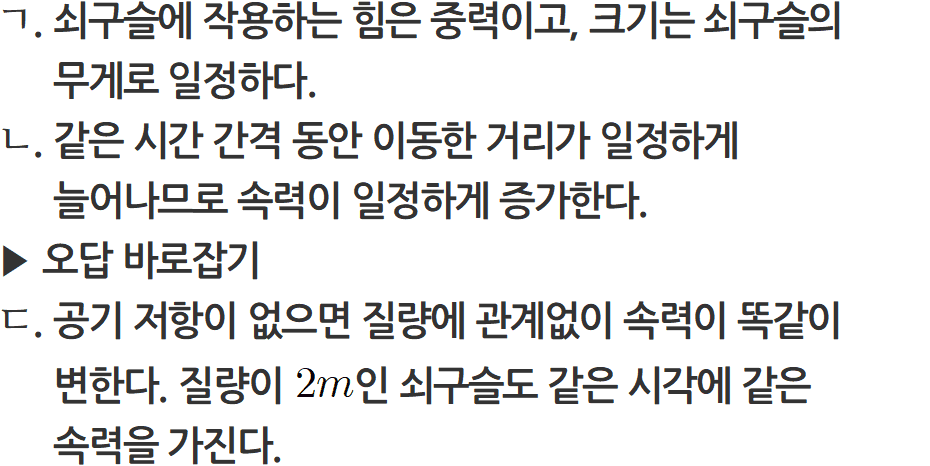 ㄱ. 쇠구슬에 작용하는 힘은 중력이고, 크기는 쇠구슬의
무게로 일정하다.
ㄴ. 같은 시간 간격 동안 이동한 거리가 일정하게
늘어나므로 속력이 일정하게 증가한다.
▶ 오답 바로잡기
ㄷ. 공기 저항이 없으면 질량에 관계없이 속력이 똑같이
변한다. 질량이 2m인 쇠구슬도 같은 시각에 같은
속력을 가진다.